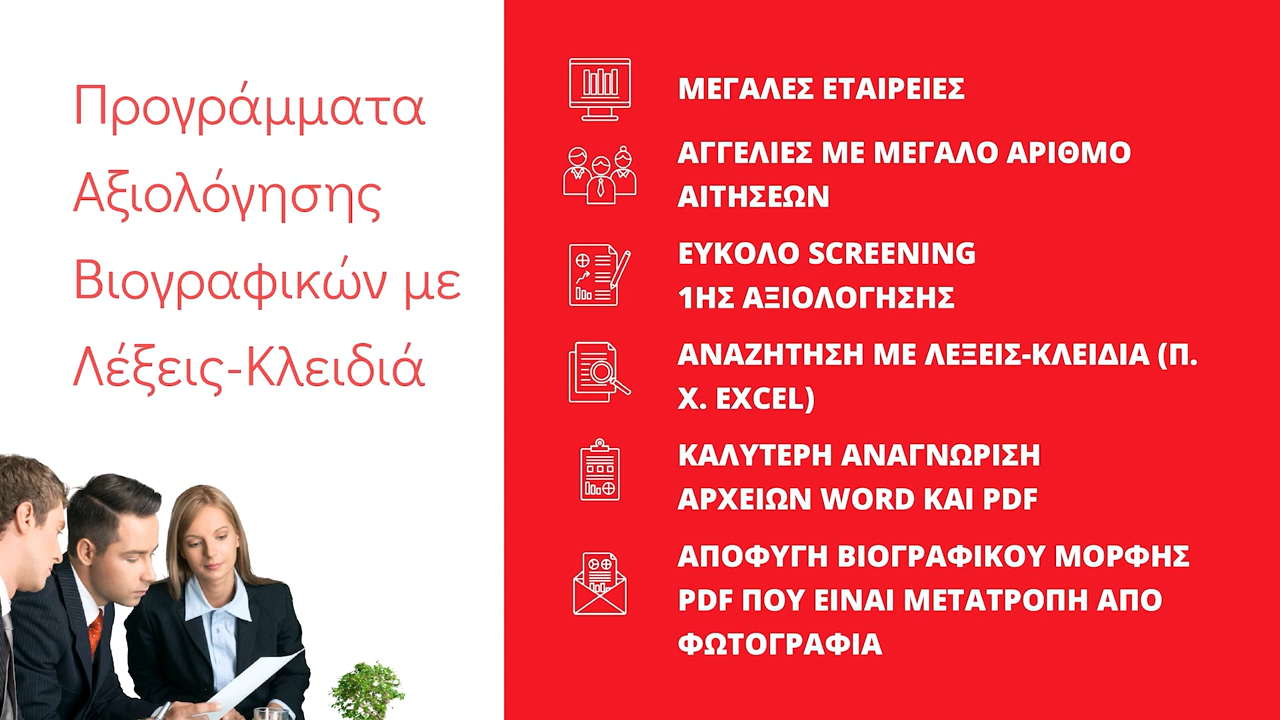 Προγράμματα
Αξιολόγησης
Βιογραφικών με
Λέξεις-Κλειδιά
ΜΕΓΑΛΕΣ ΕΤΑΙΡΕΙΕΣ
ΑΓΓΕΛΙΕΣ ΜΕ ΜΕΓΑΛΟ ΑΡΙΘΜΟ
ΑΙΤΗΣΕΩΝ
ΕΥΚΟΛΟ SCREENING
1ΗΣ ΑΞΙΟΛΟΓΗΣΗΣ
ΑΝΑΖΗΤΗΣΗ ΜΕ ΛΕΞΕΙΣ-ΚΛΕΙΔΙΑ (Π.
Χ. EXCEL)
ΚΑΛΥΤΕΡΗ ΑΝΑΓΝΩΡΙΣΗ
ΑΡΧΕΙΩΝ WORD ΚΑΙ PDF
ΑΠΟΦΥΓΗ ΒΙΟΓΡΑΦΙΚΟΥ ΜΟΡΦΗΣ
PDF ΠΟΥ ΕΙΝΑΙ ΜΕΤΑΤΡΟΠΗ ΑΠΟ
ΦΩΤΟΓΡΑΦΙΑ